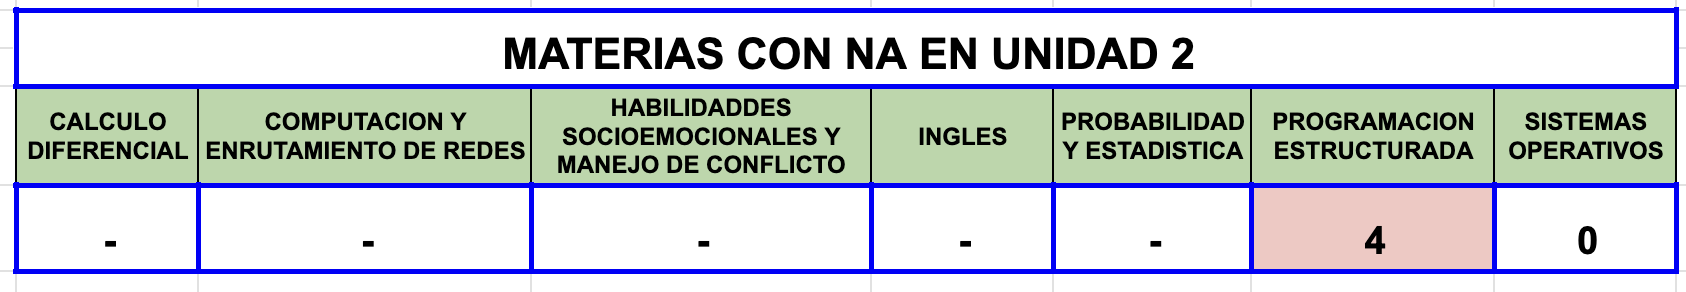 MATERIAS CON NA EN UNIDAD 2
CALCULO
DIFERENCIAL
COMPUTACION Y
ENRUTAMIENTO DE REDES
HABILIDADDES
SOCIOEMOCIONALES Y
MANEJO DE CONFLICTO
INGLES
PROBABILIDAD
Y ESTADISTICA
PROGRAMACION
ESTRUCTURADA
SISTEMAS
OPERATIVOS
-
-
-
-
-
4
0